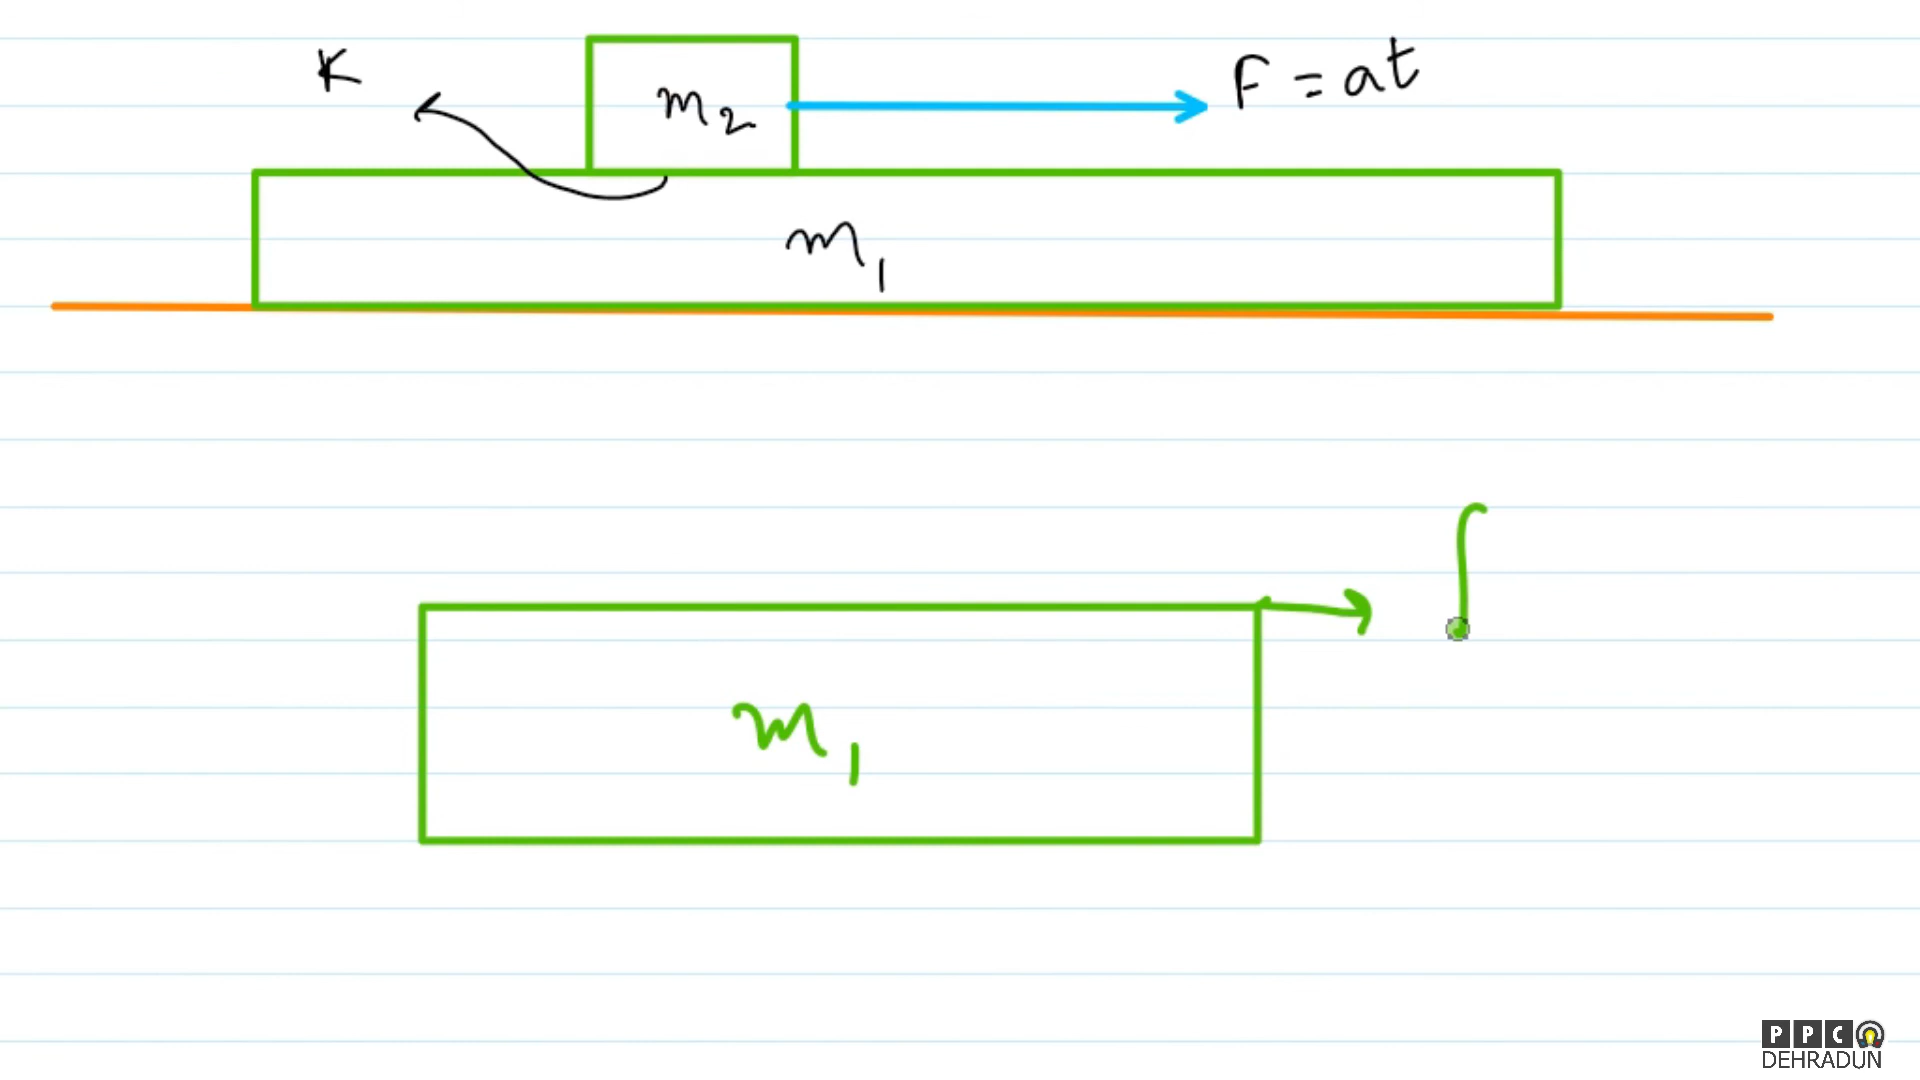 K
m₂
F = at
m₁
f
m₁
PPC
DEHRADUN